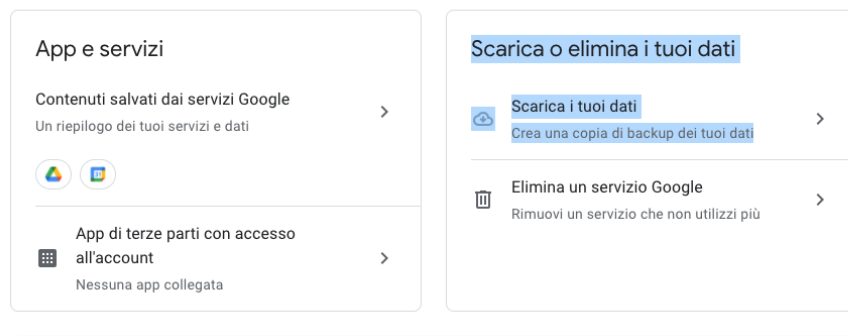 App e servizi
Contenuti salvati dai servizi Google
Un riepilogo dei tuoi servizi e dati
App di terze parti con accesso
all'account
Nessuna app collegata
Scarica o elimina i tuoi dati
Scarica i tuoi dati
Crea una copia di backup dei tuoi dati
Elimina un servizio Google
Rimuovi un servizio che non utilizzi più